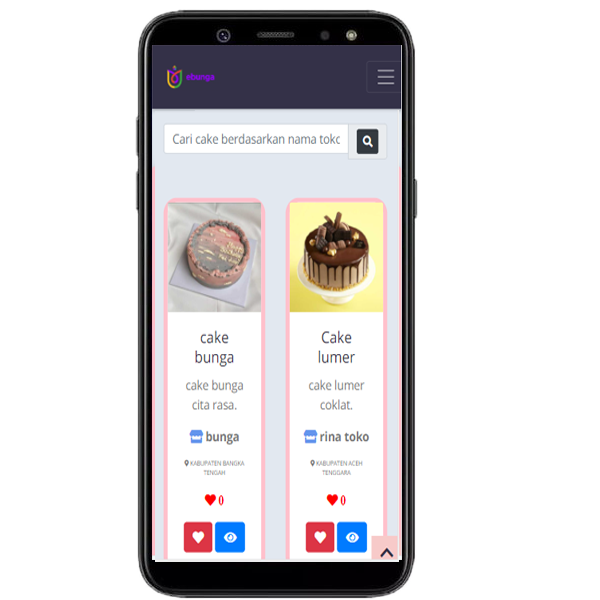 ebunga
Cari cake berdasarkan nama toko
cake
bunga
cake bunga
cita rasa.
bunga
KABUPATEN BANGKA
TENGAH
0
Cake
lumer
cake lumer
coklat.
rina toko
KABUPATEN ACEH
TENGGARA
0